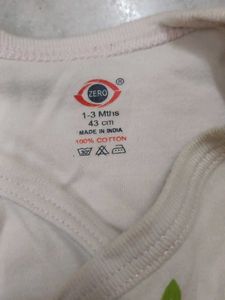 ZERO ®
1-3 Mths
43 cm
MADE IN INDIA
100% COTTON